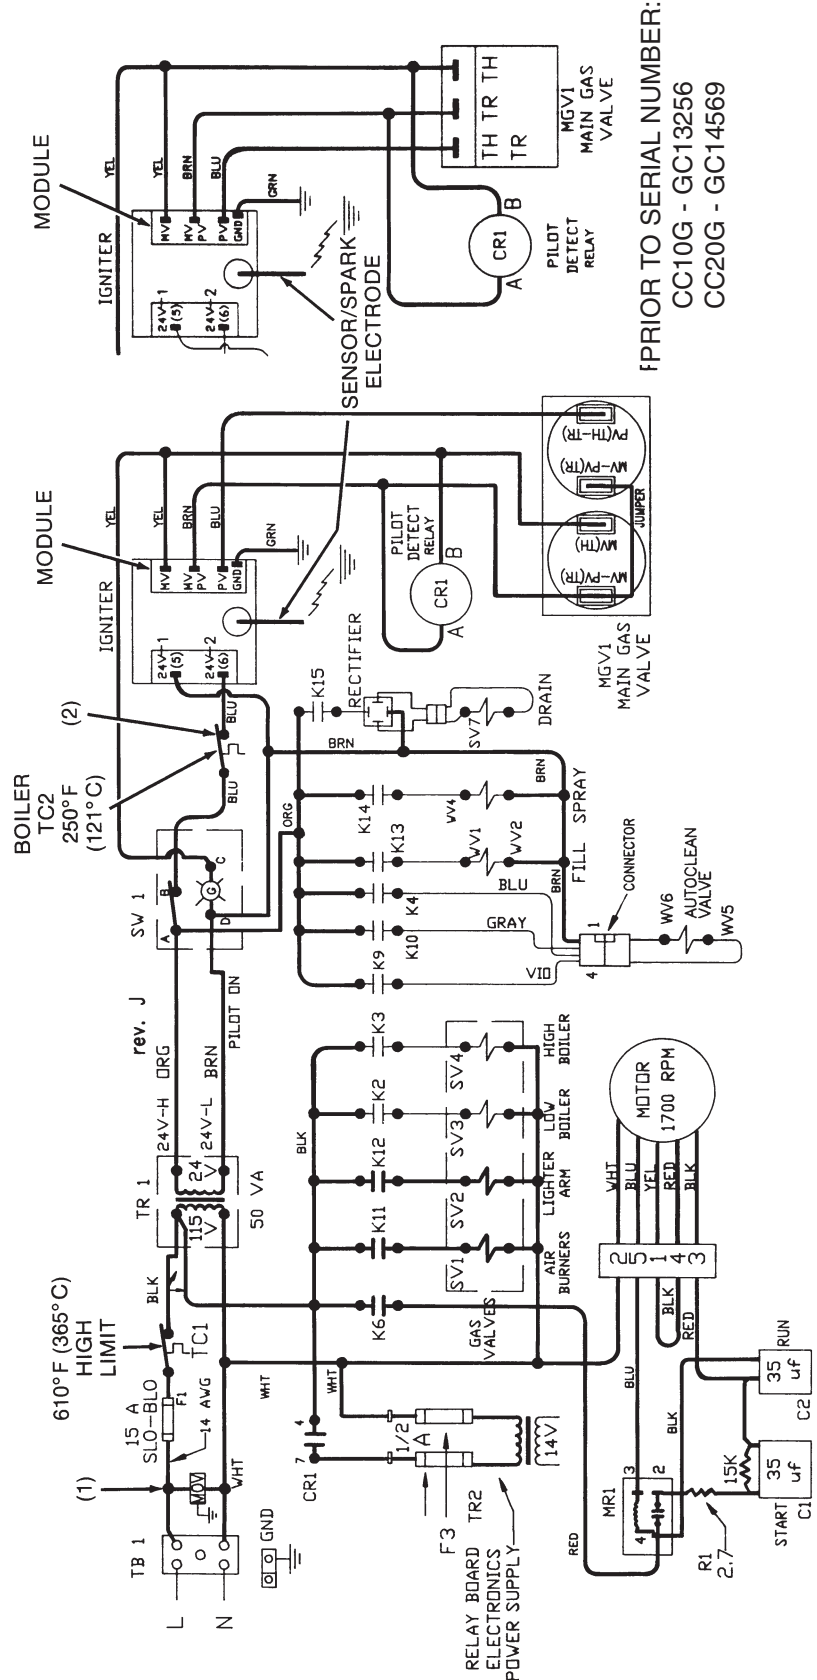 PRIOR TO SERIAL NUMBER:
CC10G - GC13256
CC20G - GC14569
MODULE
IGNITER
YEL
YEL
BRN
BLU
GRN
MV
MV
PV
PV
GND
24V-1
(5)
24V-2
(6)
SENSOR/SPARK
ELECTRODE
TH
TR
TH
TR
MGV1
MAIN GAS
VALVE
CR1
A
B
PILOT
DETECT
RELAY
MODULE
IGNITER
YEL
YEL
BRN
BLU
GRN
MV
MV
PV
PV
GND
24V-1
(5)
24V-2
(6)
PILOT
DETECT
RELAY
CR1
A
B
PV(TH-TR)
MV-PV(TR)
MV(TH)
MV-PV(TR)
JUMPER
MGV1
MAIN GAS
VALVE
BOILER
TC2
250°F
(121°C)
(2)
BLU
BLU
SW 1
A
B
C
D
G
ORG
BRN
K15
RECTIFIER
SV7
DRAIN
K14
WV4
SPRAY
BRN
K13
WV1
WV2
FILL
BRN
K4
BLU
K10
GRAY
K9
VIO
1
4
CONNECTOR
WV6
AUTOCLEAN
VALVE
WV5
rev. J
24V-H
ORG
24V-L
BRN
PILOT ON
TR 1
115
V
24
V
50 VA
610°F (365°C)
HIGH
LIMIT
TC1
BLK
15 A
SLO-BLO
F1
14 AWG
(1)
MOV
WHT
TB 1
L
N
GND
BLK
K3
K2
K12
K11
K6
SV4
SV3
SV2
SV1
HIGH
BOILER
LOW
BOILER
LIGHTER
ARM
AIR
BURNERS
GAS
VALVES
WHT
WHT
CR1
7
4
1/2
A
F3
TR2
14V
RELAY BOARD
ELECTRONICS
POWER SUPPLY
RED
MOTOR
1700 RPM
WHT
BLU
YEL
RED
BLK
2
5
1
4
3
BLK
RED
BLU
BLK
MR1
3
2
4
R1
2.7
15K
START
35
uf
C1
RUN
35
uf
C2